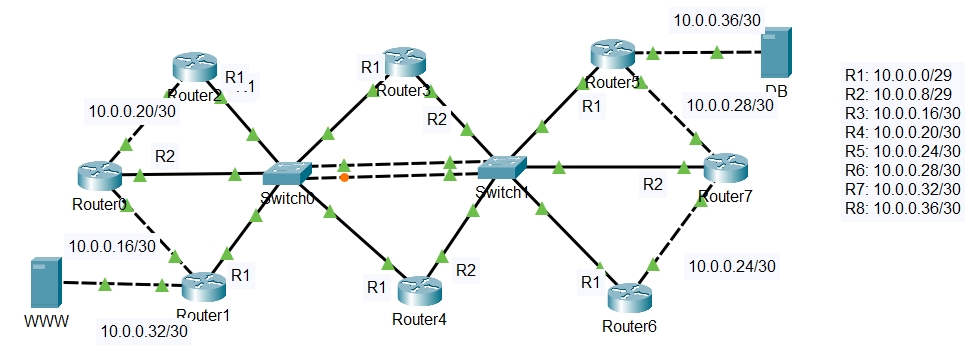 10.0.0.36/30
R1
Router5
DB
R1
Router2
R1
Router3
R1: 10.0.0.0/29
R2: 10.0.0.8/29
R3: 10.0.0.16/30
R4: 10.0.0.20/30
R5: 10.0.0.24/30
R6: 10.0.0.28/30
R7: 10.0.0.32/30
R8: 10.0.0.36/30
10.0.0.20/30
R2
10.0.0.28/30
R2
Router0
Switch0
Switch1
R2
Router7
10.0.0.16/30
R1
R1
R2
R1
10.0.0.24/30
WWW
Router1
Router4
Router6
10.0.0.32/30